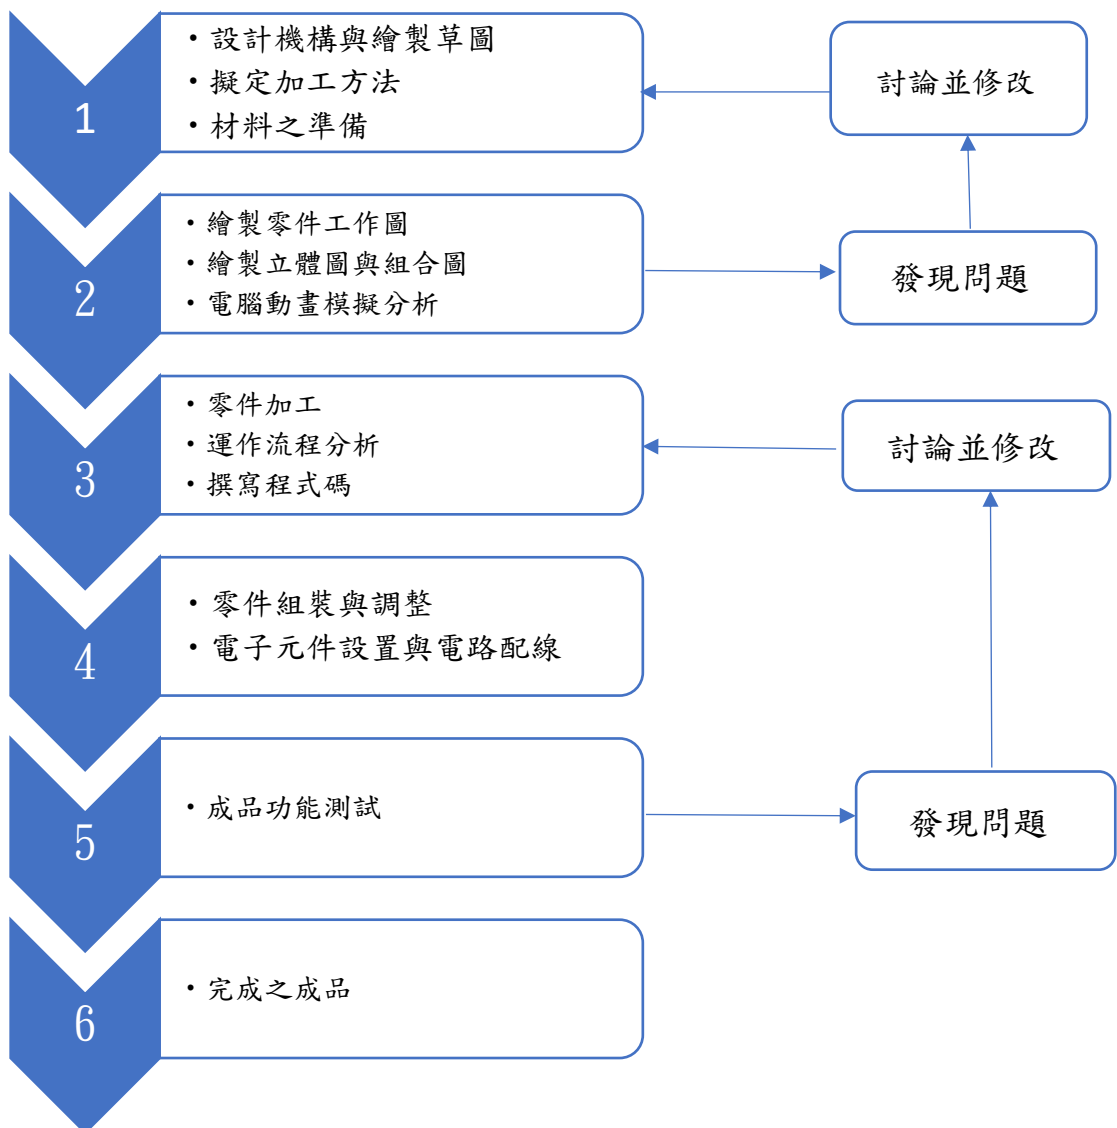 1
・設計機構與繪製草圖
・擬定加工方法
・材料之準備
討論並修改
2
・繪製零件工作圖
・繪製立體圖與組合圖
・電腦動畫模擬分析
發現問題
3
・零件加工
・運作流程分析
・撰寫程式碼
討論並修改
4
・零件組裝與調整
・電子元件設置與電路配線
5
・成品功能測試
發現問題
6
・完成之成品